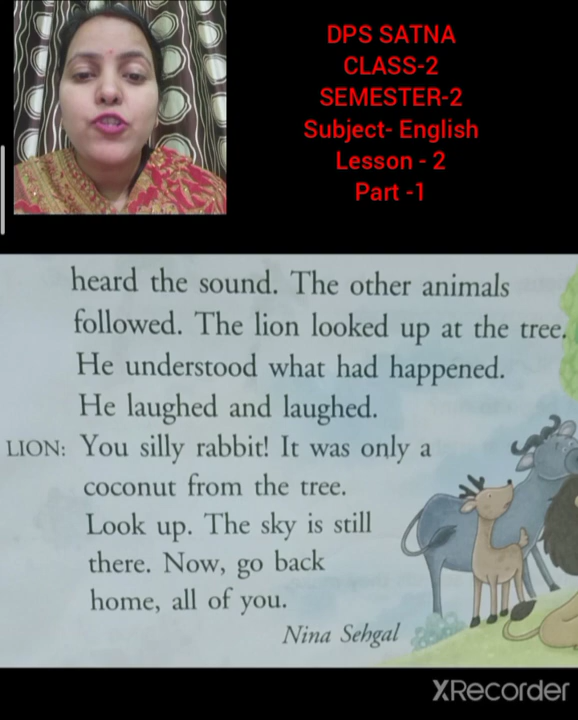 DPS SATNA
CLASS-2
SEMESTER-2
Subject- English
Lesson - 2
Part -1
heard the sound. The other animals
followed. The lion looked up at the tree.
He understood what had happened.
He laughed and laughed.
LION: You silly rabbit! It was only a
coconut from the tree.
Look up. The sky is still
there. Now, go back
home, all of you.
Nina Sehgal
XRecorder